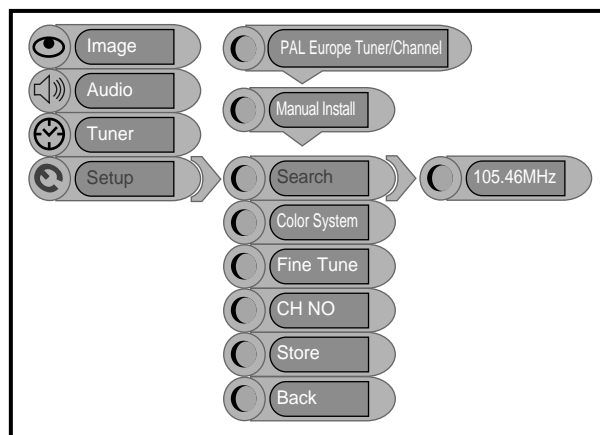 Image
Audio
Tuner
Setup
PAL Europe Tuner/Channel
Manual Install
Search
105.46MHz
Color System
Fine Tune
CH NO
Store
Back